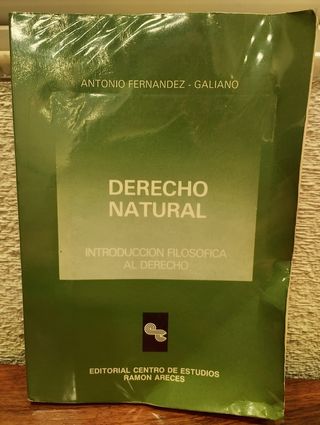 ANTONIO FERNANDEZ - GALIANO
DERECHO
NATURAL
INTRODUCCION FILOSOFICA
AL DERECHO
EDITORIAL CENTRO DE ESTUDIOS
RAMON ARECES